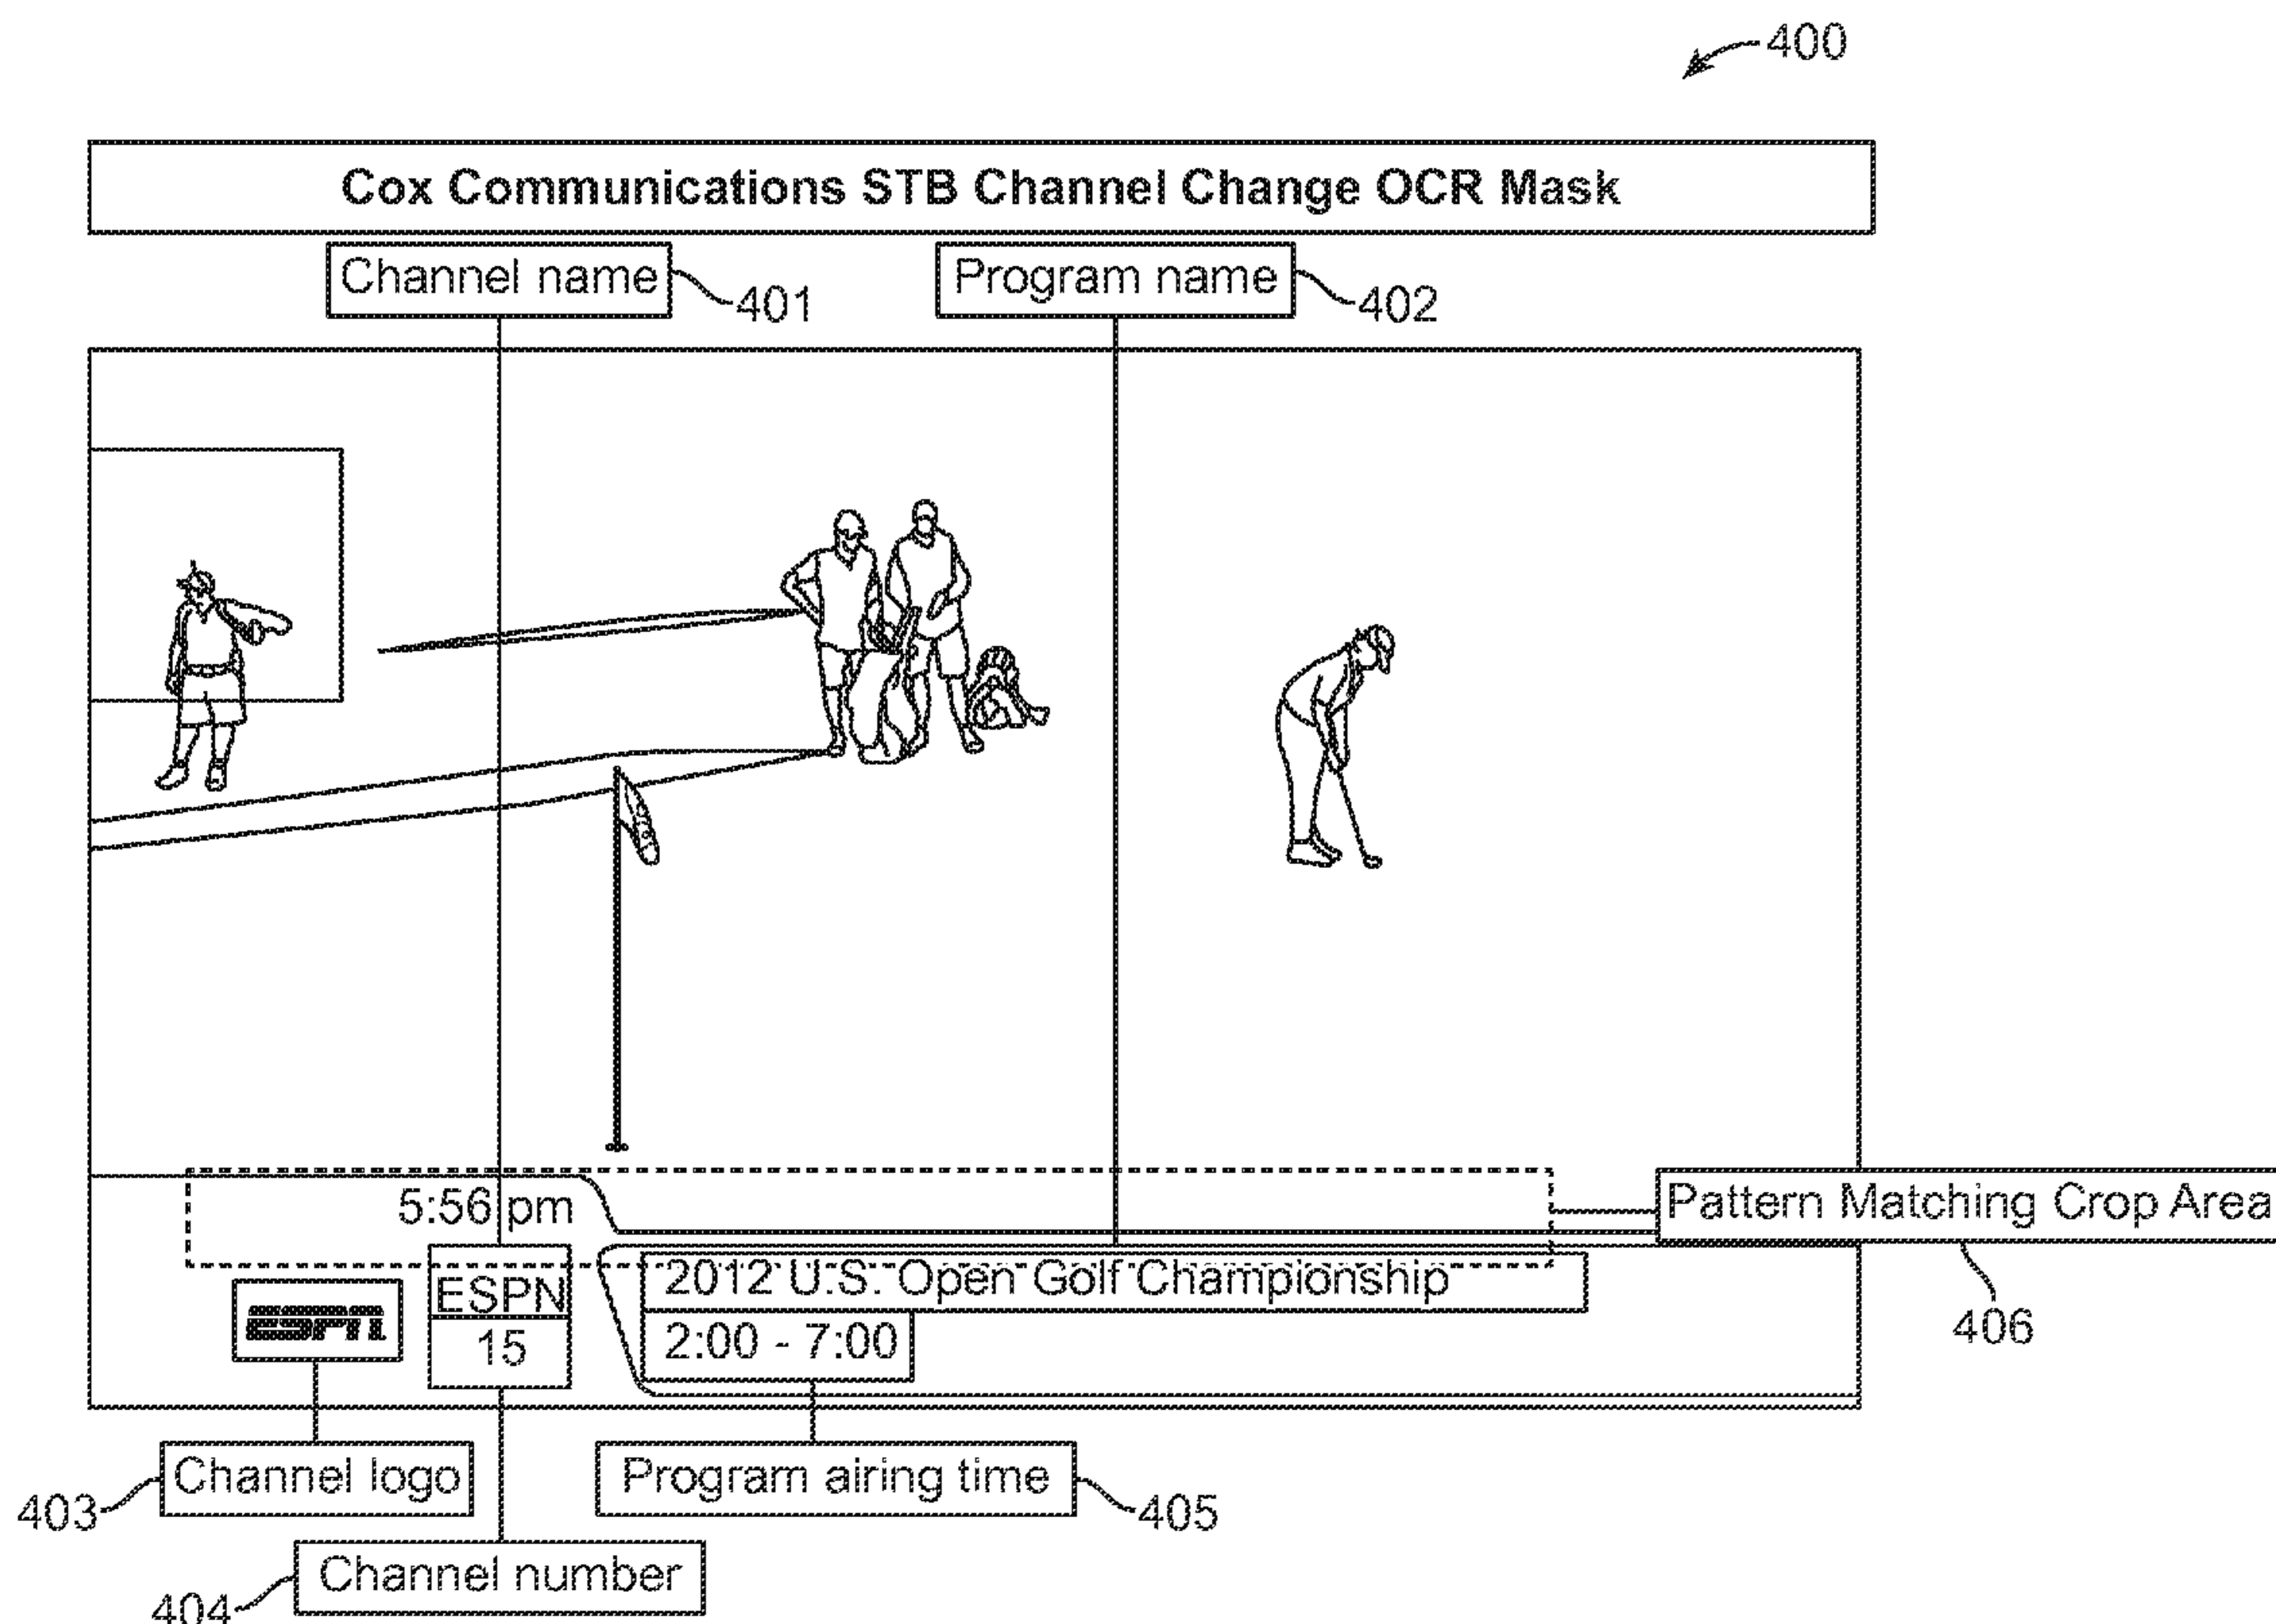 400
Cox Communications STB Channel Change OCR Mask
Channel name
401
Program name
402
5:56 pm
Pattern Matching Crop Area
406
ESPN
ESPN
15
2012 U.S. Open Golf Championship
2:00 - 7:00
Channel logo
403
Program airing time
405
Channel number
404